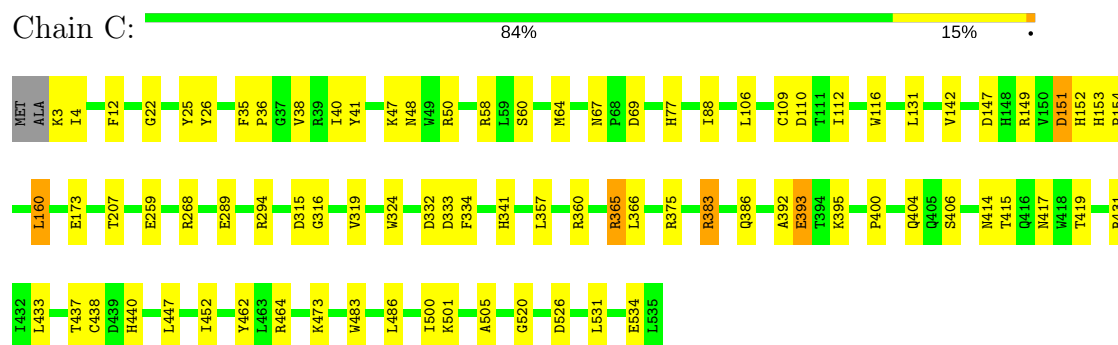 Chain C:
84% 15% •
MET ALA K3 I4 F12 G22 Y25 Y26 F35 P36 G37 V38 R39 I40 Y41 K47 N48 W49 R50 R58 L59 S60 M64 N67 P68 D69 H77 I88 L106 C109 D110 T111 I112 W116 L131 V142 D147 H148 R149 V150 D151 H152 H153
L160 E173 T207 E259 R268 E289 R294 D315 G316 V319 W324 D332 D333 F334 H341 L357 R360 R365 L366 R375 R383 Q386 A392 E393 T394 K395 P400 Q404 Q405 S406 N414 T415 Q416 N417 W418 T419
I432 L433 T437 C438 D439 H440 L447 I452 Y462 L463 R464 K473 W483 L486 I500 K501 A505 G520 D526 L531 E534 L535